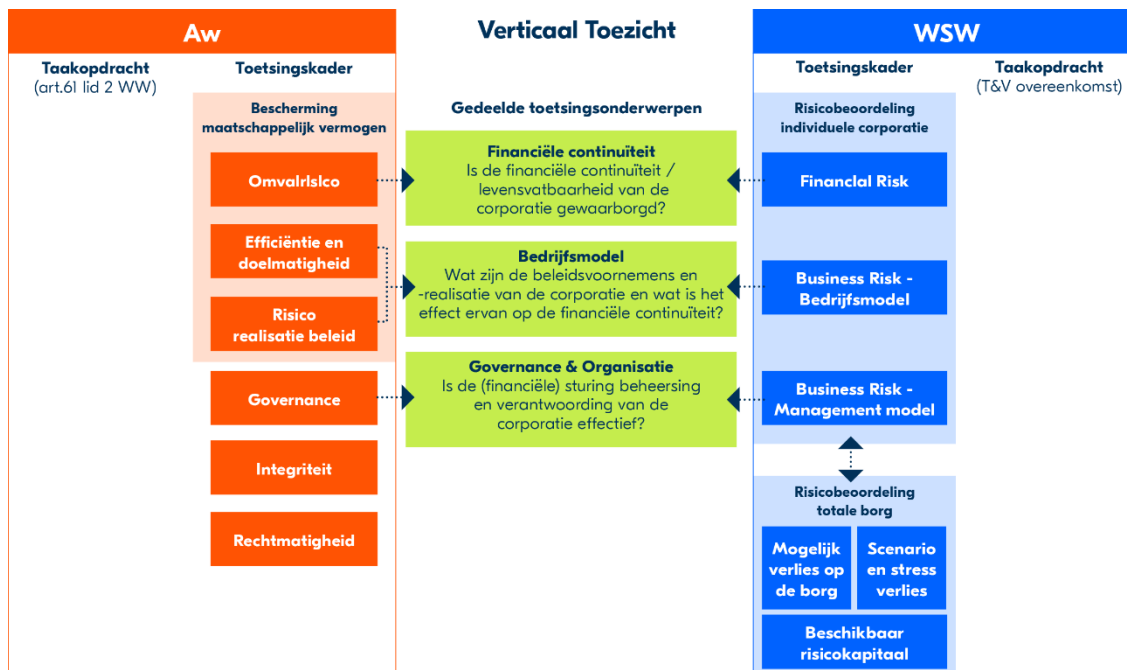 Aw
Verticaal Toezicht
WSW
Taakopdracht
(art.61 lid 2 WW)
Toetsingskader
Toetsingskader
Taakopdracht
(T&V overeenkomst)
Bescherming
maatschappelijk vermogen
Gedeelde toetsingsonderwerpen
Risicobeoordeling
individuele corporatie
Omvalrlslco
Financiële continuïteit
Is de financiële continuïteit /
levensvatbaarheid van de
corporatie gewaarborgd?
Financlal Risk
Efficiëntie en
doelmatigheid
Risico
realisatie beleid
Bedrijfsmodel
Wat zijn de beleidsvoornemens en
-realisatie van de corporatie en wat is het
effect ervan op de financiële continuïteit?
Business Risk -
Bedrijfsmodel
Governance
Governance & Organisatie
Is de (financiële) sturing beheersing
en verantwoording van de
corporatie effectief?
Business Risk -
Management model
Integriteit
Rechtmatigheid
Risicobeoordeling
totale borg
Mogelijk
verlies op
de borg
Scenario
en stress
verlies
Beschikbaar
risicokapitaal